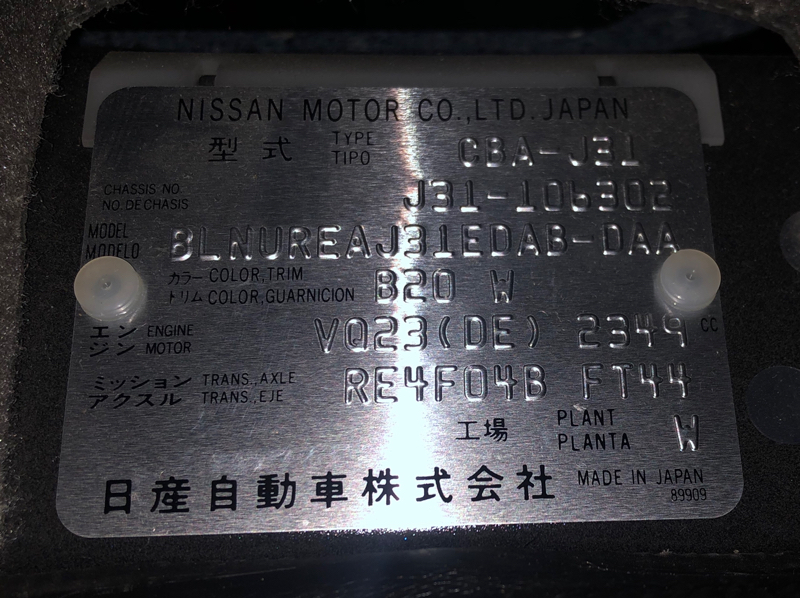 NISSAN MOTOR CO.,LTD.JAPAN
型式 TYPE TIPO CBA-J31
CHASSIS NO. NO.DE CHASIS J31-106302
MODEL MODELO BLNUREAJ31EDAB-DAA
カラー COLOR,TRIM
トリム COLOR,GUARNICION B20 W
エンジン ENGINE MOTOR VQ23(DE) 2349 CC
ミッション TRANS.,AXLE
アクスル TRANS.,EJE RE4F04B FT44
工場 PLANT PLANTA W
日産自動車株式会社 MADE IN JAPAN
89909